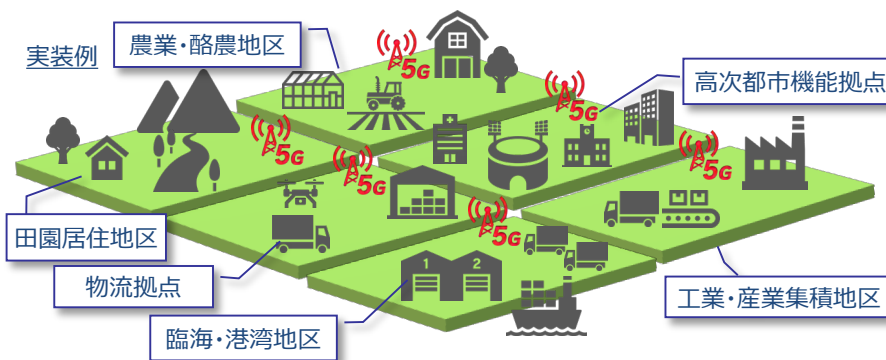 実装例
農業・酪農地区
5G
5G
高次都市機能拠点
5G
5G
5G
5G
田園居住地区
物流拠点
1 2
臨海・港湾地区
工業・産業集積地区